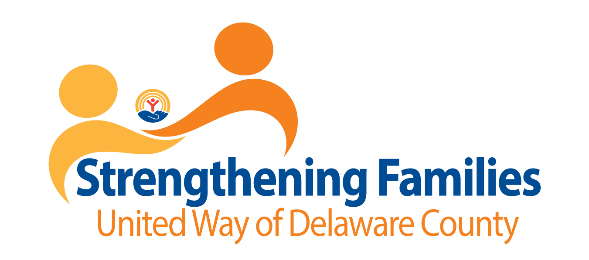 Strengthening Families
United Way of Delaware County